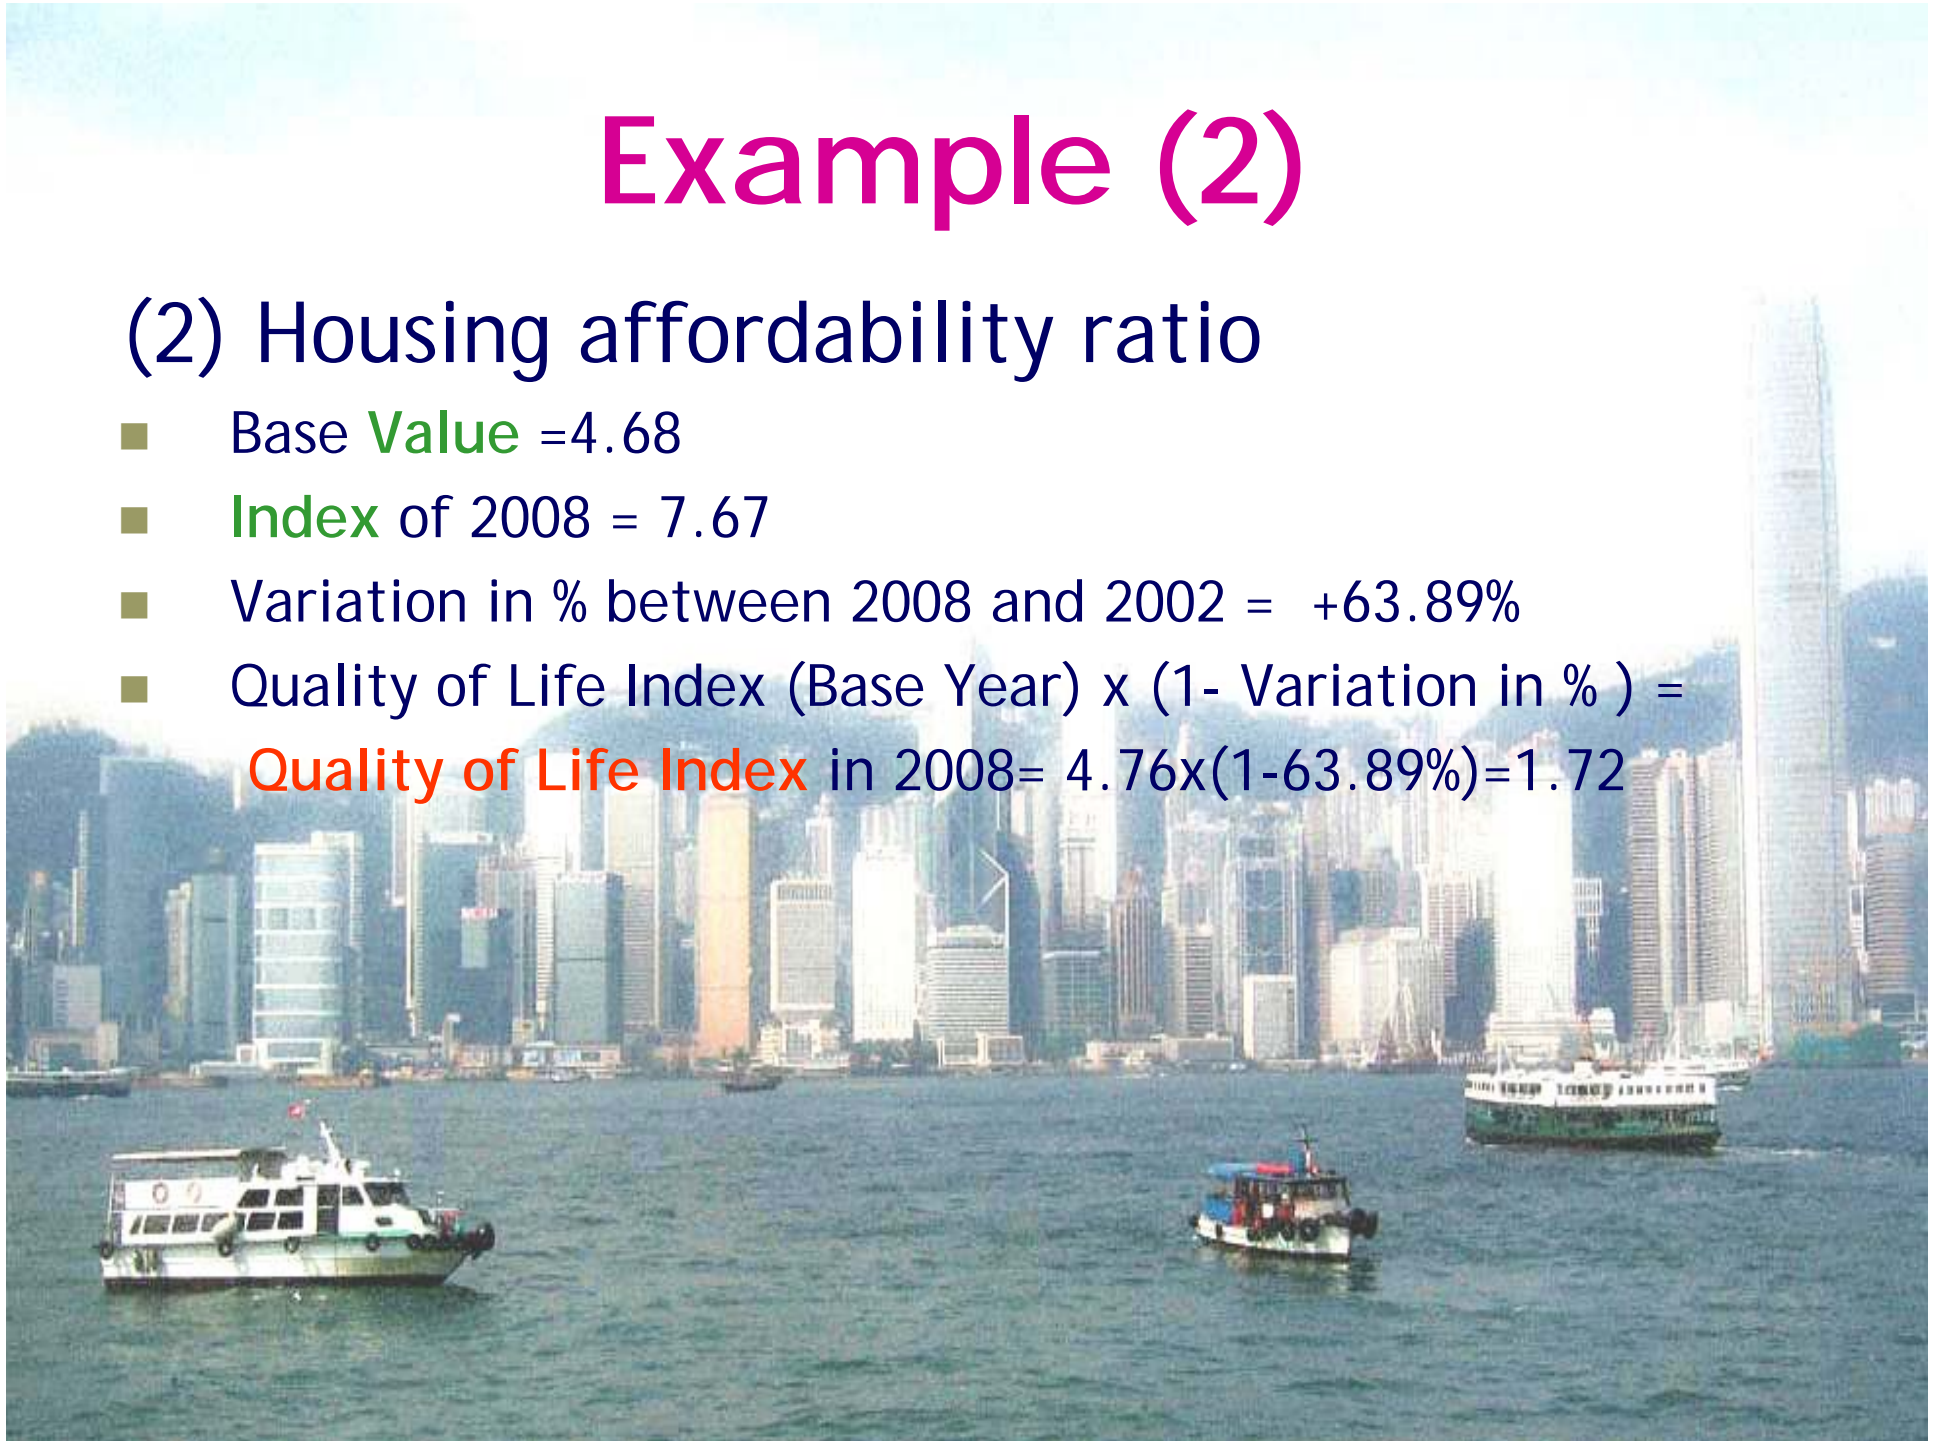 Example (2)
(2) Housing affordability ratio
Base Value =4.68
Index of 2008 = 7.67
Variation in % between 2008 and 2002 = +63.89%
Quality of Life Index (Base Year) x (1- Variation in % ) =
Quality of Life Index in 2008= 4.76x(1-63.89%)=1.72